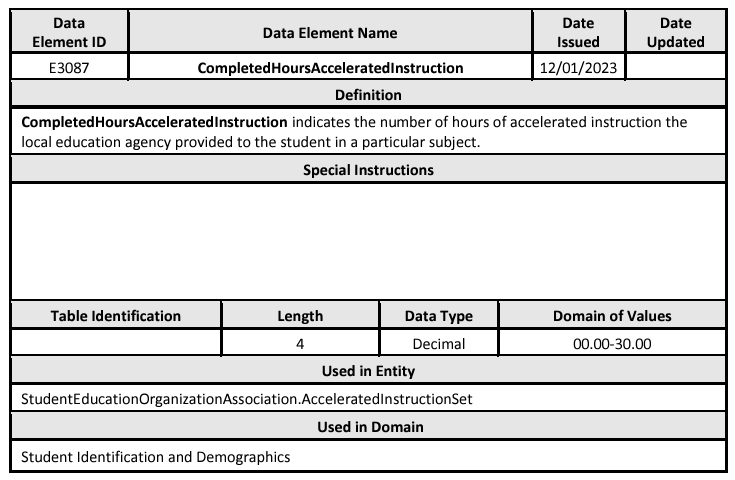 Data Element ID
Data Element Name
Date Issued
Date Updated
E3087
CompletedHoursAcceleratedInstruction
12/01/2023
Definition
CompletedHoursAcceleratedInstruction indicates the number of hours of accelerated instruction the
local education agency provided to the student in a particular subject.
Special Instructions
Table Identification
Length
Data Type
Domain of Values
4
Decimal
00.00-30.00
Used in Entity
StudentEducationOrganizationAssociation.AcceleratedInstructionSet
Used in Domain
Student Identification and Demographics